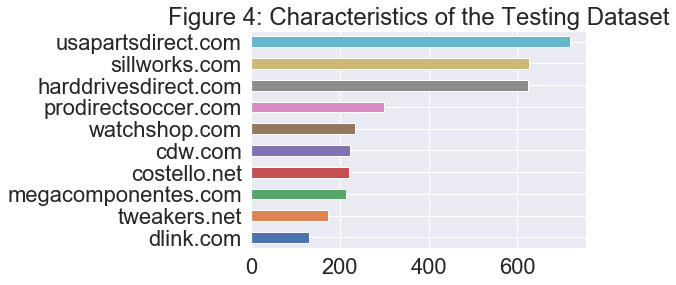 Figure 4: Characteristics of the Testing Dataset
usapartsdirect.com
sillworks.com
harddrivesdirect.com
prodirectsoccer.com
watchshop.com
cdw.com
costello.net
megacomponentes.com
tweakers.net
dlink.com
0 200 400 600